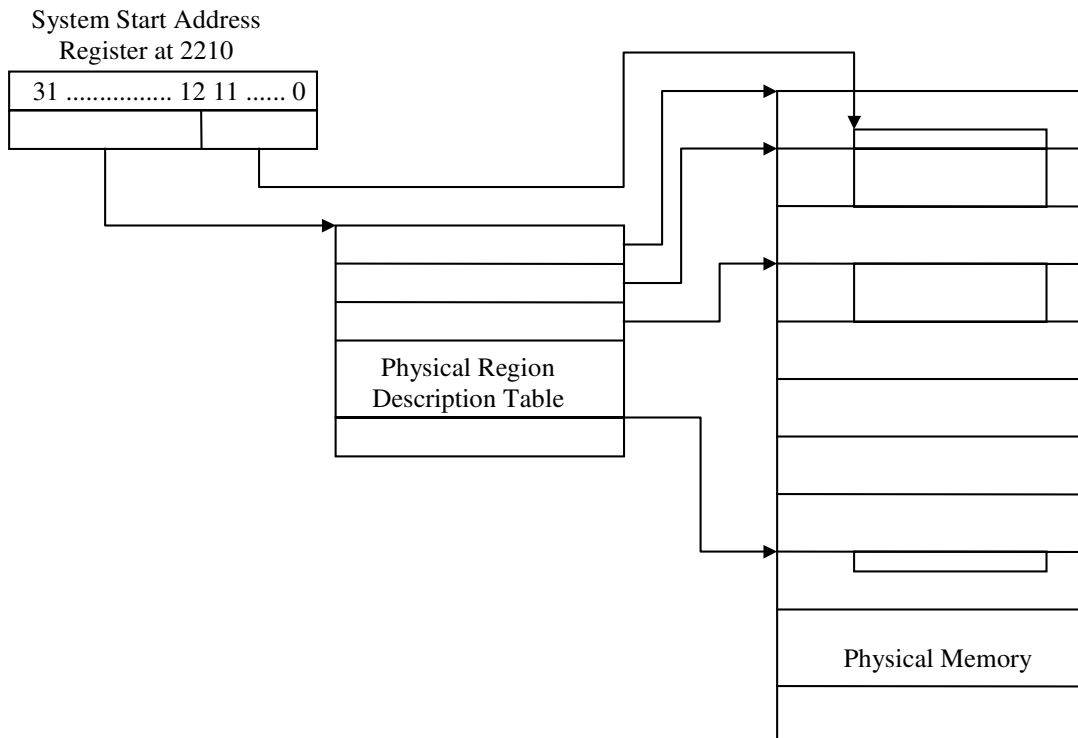 System Start Address
Register at 2210
31 ................ 12 11 ...... 0
Physical Region
Description Table
Physical Memory